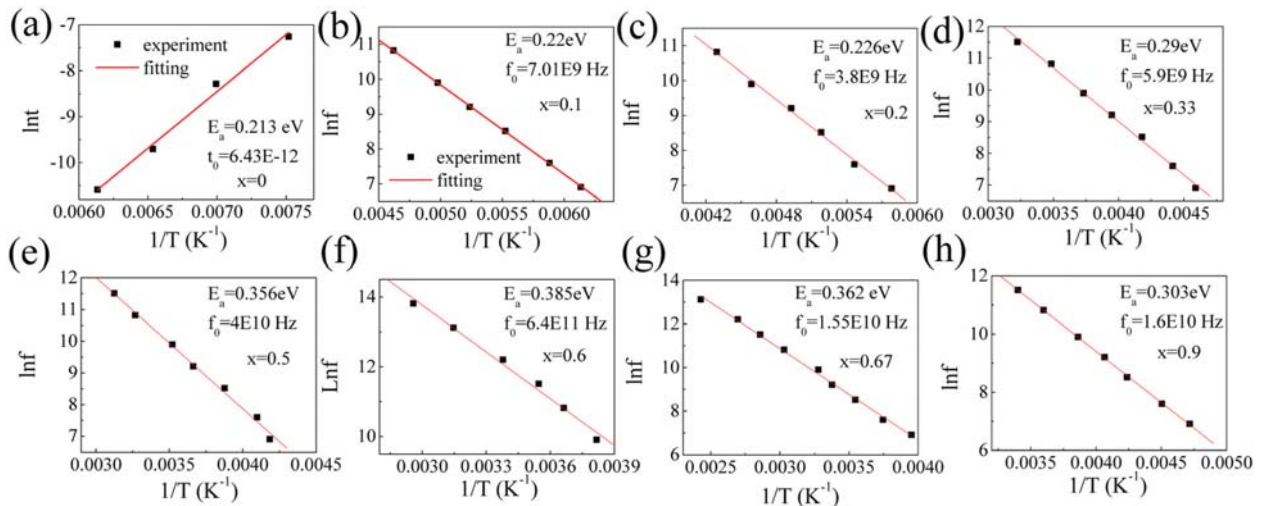 (a)
-7
-8
-9
-10
lnt
experiment
fitting
E_a=0.213 eV
t_0=6.43E-12
x=0
0.0060 0.0065 0.0070 0.0075
1/T (K^-1)
(b)
11
10
9
8
7
lnf
E_a=0.22eV
f_0=7.01E9 Hz
x=0.1
experiment
fitting
0.0045 0.0050 0.0055 0.0060
1/T (K^-1)
(c)
11
10
9
8
7
lnf
E_a=0.226eV
f_0=3.8E9 Hz
x=0.2
0.0042 0.0048 0.0054 0.0060
1/T (K^-1)
(d)
12
11
10
9
8
7
lnf
E_a=0.29eV
f_0=5.9E9 Hz
x=0.33
0.0030 0.0035 0.0040 0.0045
1/T (K^-1)
(e)
12
11
10
9
8
7
lnf
E_a=0.356eV
f_0=4E10 Hz
x=0.5
0.0030 0.0035 0.0040 0.0045
1/T (K^-1)
(f)
14
12
10
Lnf
E_a=0.385eV
f_0=6.4E11 Hz
x=0.6
0.0030 0.0033 0.0036 0.0039
1/T (K^-1)
(g)
14
12
10
8
6
lnf
E_a=0.362 eV
f_0=1.55E10 Hz
x=0.67
0.0025 0.0030 0.0035 0.0040
1/T (K^-1)
(h)
12
10
8
6
lnf
E_a=0.303eV
f_0=1.6E10 Hz
x=0.9
0.0035 0.0040 0.0045 0.0050
1/T (K^-1)